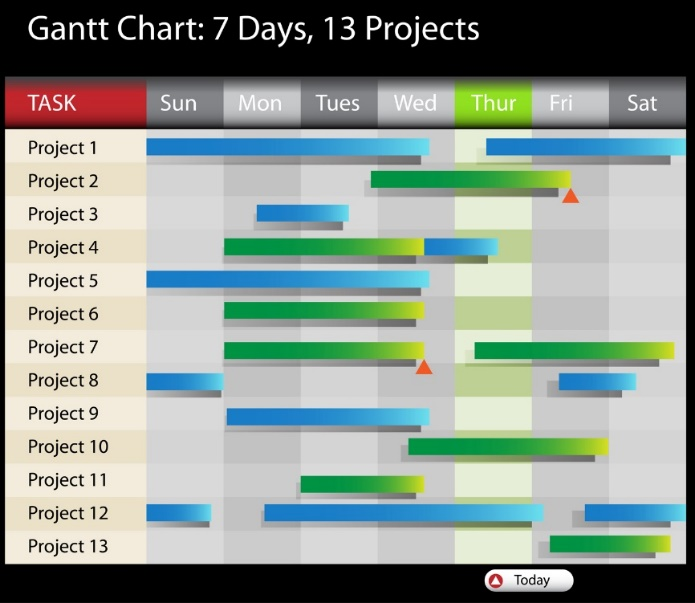 Gantt Chart: 7 Days, 13 Projects
TASK Sun Mon Tues Wed Thur Fri Sat
Project 1
Project 2
Project 3
Project 4
Project 5
Project 6
Project 7
Project 8
Project 9
Project 10
Project 11
Project 12
Project 13
Today